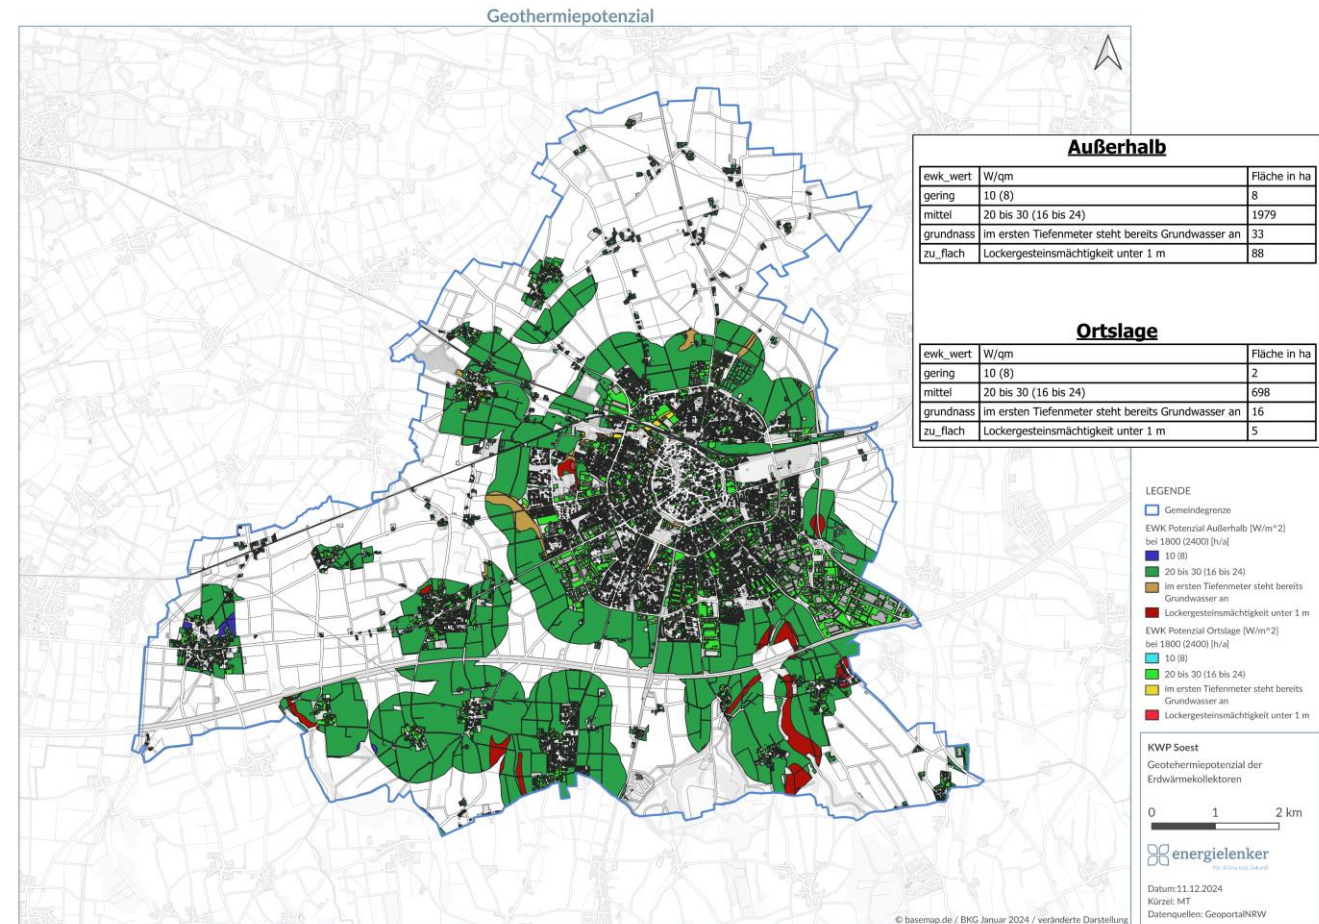 Geothermiepotenzial
Außerhalb
ewk_wert W/qm Fläche in ha
gering 10 (8) 8
mittel 20 bis 30 (16 bis 24) 1979
grundnass im ersten Tiefenmeter steht bereits Grundwasser an 33
zu_flach Lockergesteinsmächtigkeit unter 1 m 88
Ortslage
ewk_wert W/qm Fläche in ha
gering 10 (8) 2
mittel 20 bis 30 (16 bis 24) 698
grundnass im ersten Tiefenmeter steht bereits Grundwasser an 16
zu_flach Lockergesteinsmächtigkeit unter 1 m 5
LEGENDE
Gemeindegrenze
EWK Potenzial Außerhalb [W/m^2]
bei 1800 (2400) [h/a]
10 (8)
20 bis 30 (16 bis 24)
im ersten Tiefenmeter steht bereits
Grundwasser an
Lockergesteinsmächtigkeit unter 1 m
EWK Potenzial Ortslage [W/m^2]
bei 1800 (2400) [h/a]
10 (8)
20 bis 30 (16 bis 24)
im ersten Tiefenmeter steht bereits
Grundwasser an
Lockergesteinsmächtigkeit unter 1 m
KWP Soest
Geotehermiepotenzial der
Erdwärmekollektoren
0 1 2 km
energielenker
Für Klima und Zukunft
Datum:11.12.2024
Kürzel: MT
Datenquellen: GeoportalNRW
© basemap.de / BKG Januar 2024 / veränderte Darstellung